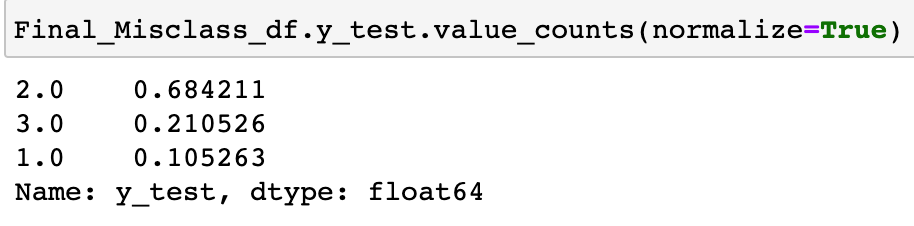 Final_Misclass_df.y_test.value_counts(normalize=True)
2.0    0.684211
3.0    0.210526
1.0    0.105263
Name: y_test, dtype: float64